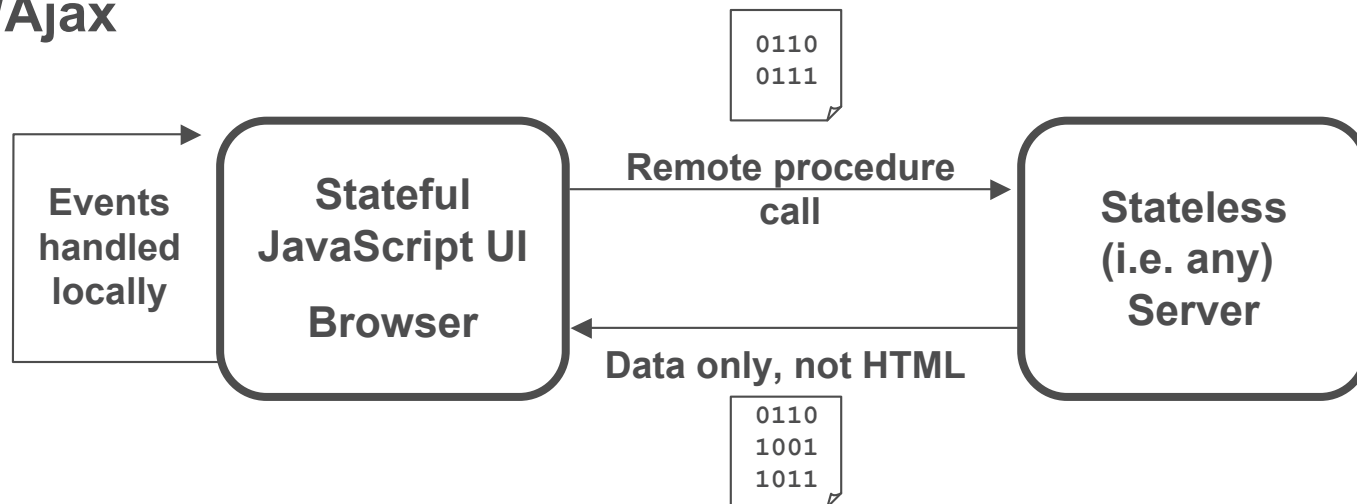 /Ajax
0110
0111
Events
handled
locally
Stateful
JavaScript UI
Browser
Remote procedure
call
Data only, not HTML
0110
1001
1011
Stateless
(i.e. any)
Server